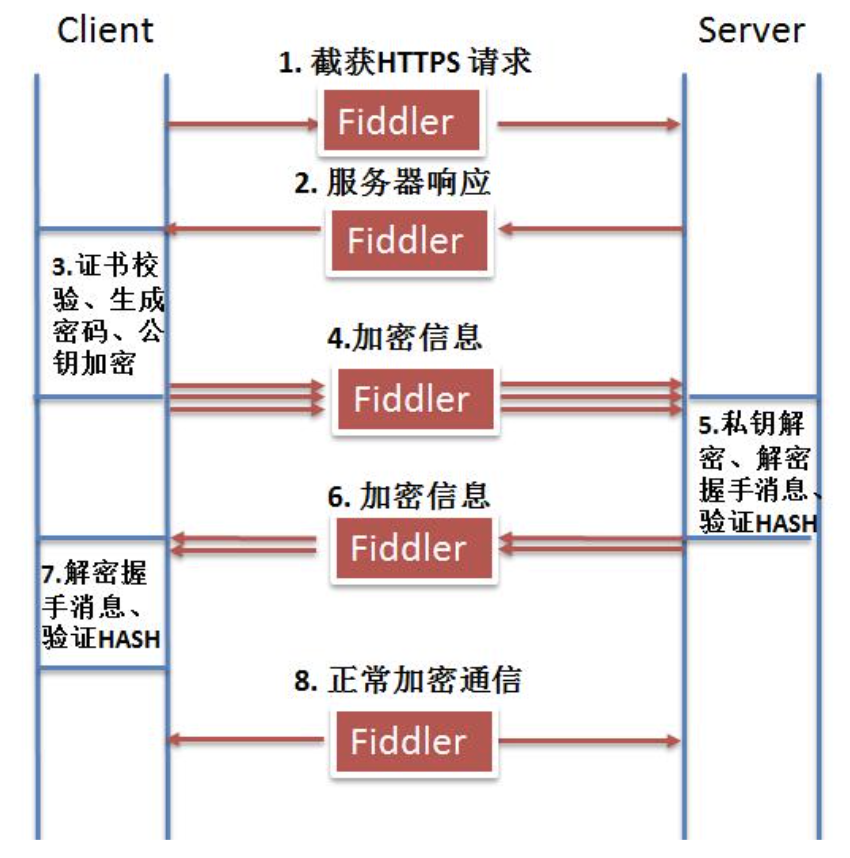 Client
Server
1. 截获HTTPS 请求
Fiddler
2. 服务器响应
Fiddler
3.证书校
验、生成
密码、公
钥加密
4.加密信息
Fiddler
5.私钥解
密、解密
握手消息、
验证HASH
6. 加密信息
Fiddler
7.解密握
手消息、
验证HASH
8. 正常加密通信
Fiddler